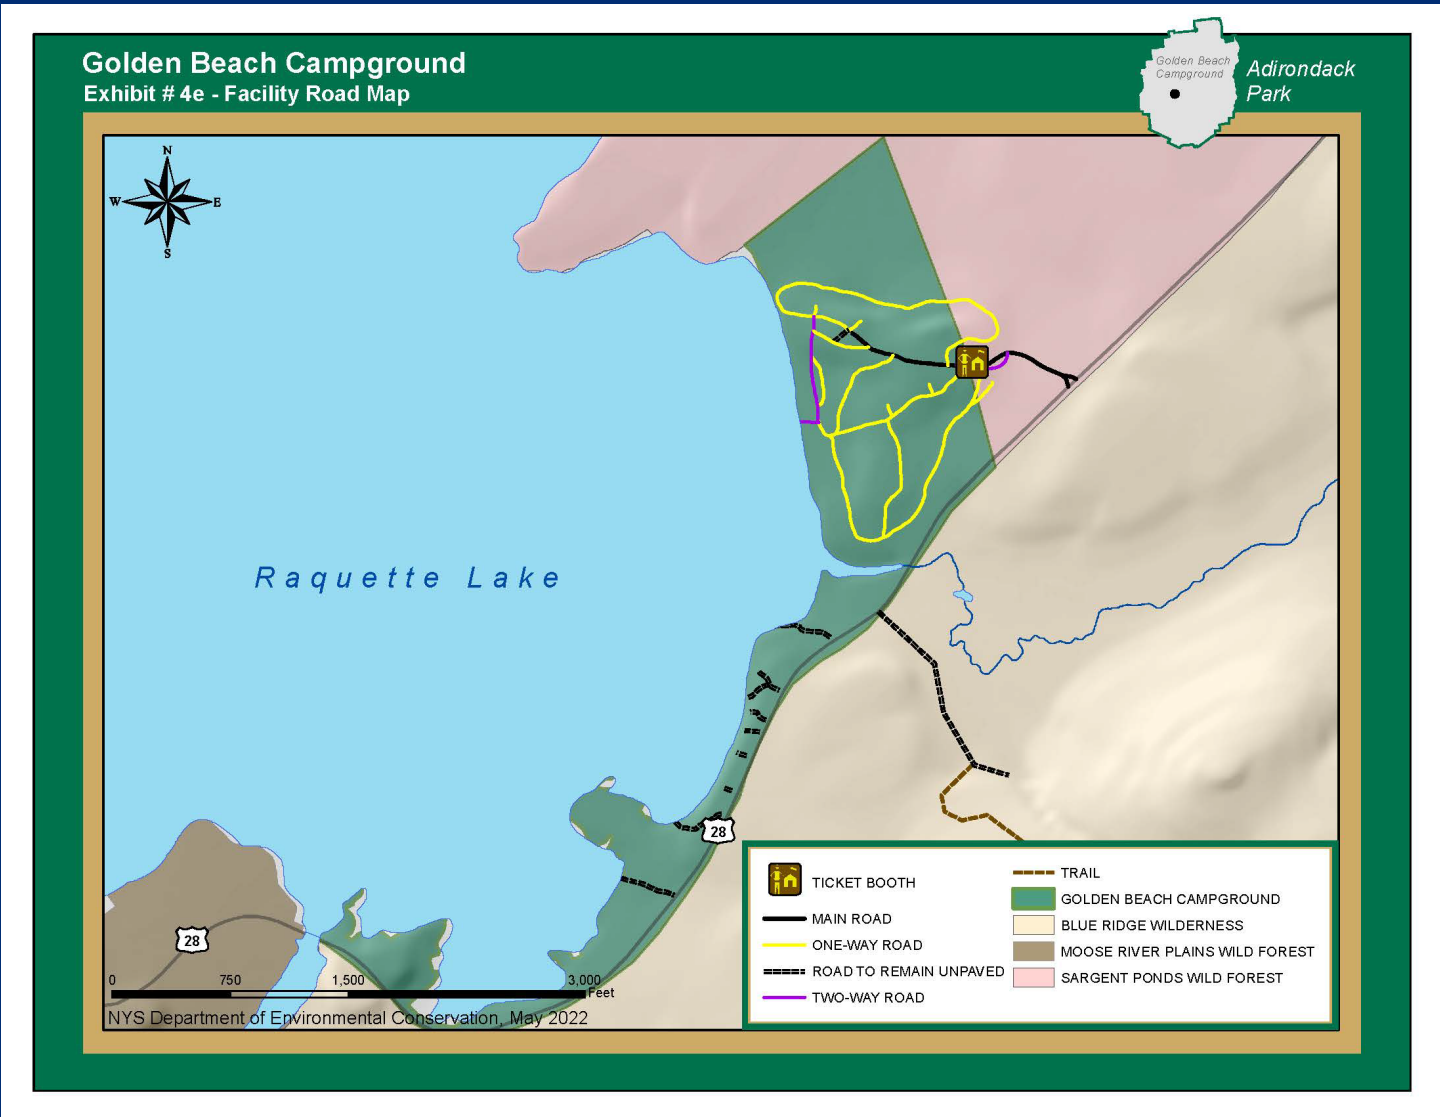 Golden Beach Campground
Exhibit # 4e - Facility Road Map
Golden Beach
Campground
Adirondack
Park
N
W
E
S
Raquette Lake
28
28
0
750
1,500
3,000
Feet
NYS Department of Environmental Conservation, May 2022
TICKET BOOTH
MAIN ROAD
ONE-WAY ROAD
ROAD TO REMAIN UNPAVED
TWO-WAY ROAD
TRAIL
GOLDEN BEACH CAMPGROUND
BLUE RIDGE WILDERNESS
MOOSE RIVER PLAINS WILD FOREST
SARGENT PONDS WILD FOREST